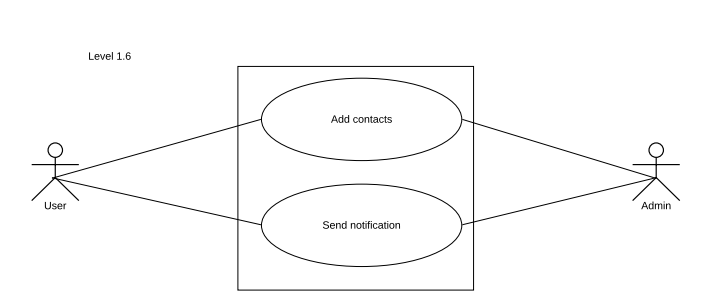 Level 1.6
Add contacts
User
Admin
Send notification